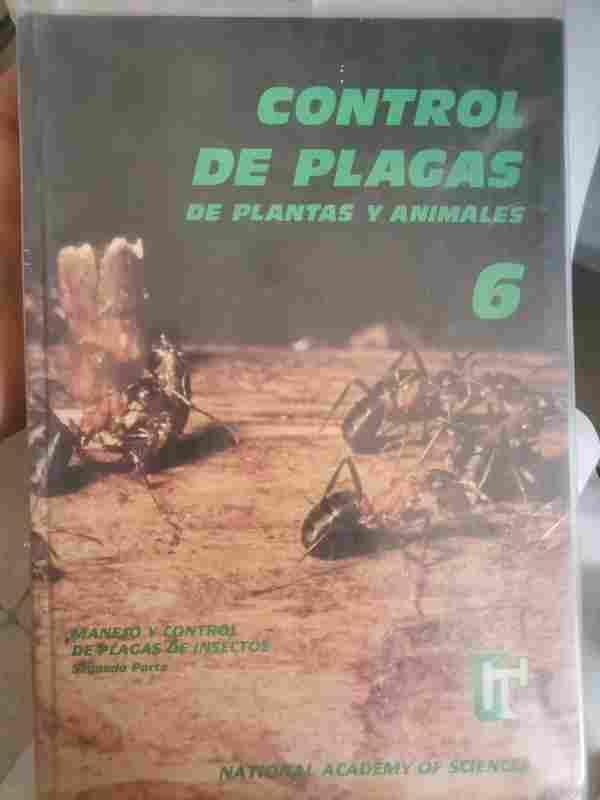 CONTROL
DE PLAGAS
DE PLANTAS Y ANIMALES
6
MANEJO Y CONTROL
DE PLAGAS DE INSECTOS
Segunda Parte
NATIONAL ACADEMY OF SCIENCES